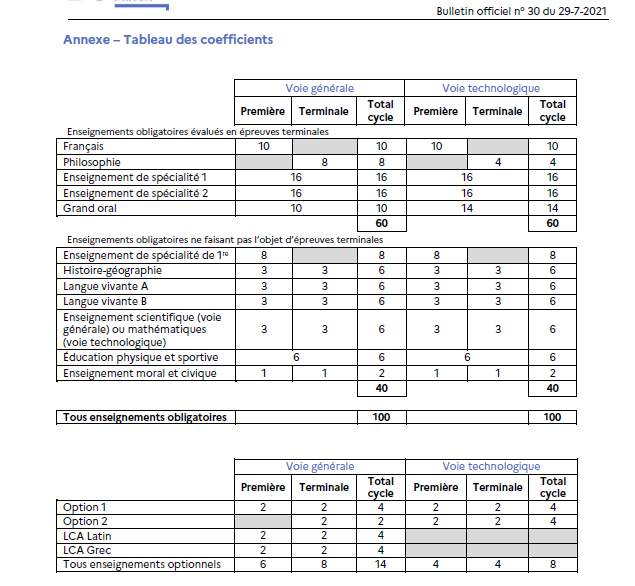 Bulletin officiel n° 30 du 29-7-2021
Annexe – Tableau des coefficients
Voie générale Voie technologique
Première Terminale Total cycle Première Terminale Total cycle
Enseignements obligatoires évalués en épreuves terminales
Français 10 10 10 10
Philosophie 8 8 4 4
Enseignement de spécialité 1 16 16 16 16
Enseignement de spécialité 2 16 16 16 16
Grand oral 10 10 14 14
60 60
Enseignements obligatoires ne faisant pas l'objet d'épreuves terminales
Enseignement de spécialité de 1re 8 8 8 8
Histoire-géographie 3 3 6 3 3 6
Langue vivante A 3 3 6 3 3 6
Langue vivante B 3 3 6 3 3 6
Enseignement scientifique (voie
générale) ou mathématiques 3 3 6 3 3 6
(voie technologique)
Éducation physique et sportive 6 6 6 6
Enseignement moral et civique 1 1 2 1 1 2
40 40
Tous enseignements obligatoires 100 100
Voie générale Voie technologique
Première Terminale Total cycle Première Terminale Total cycle
Option 1 2 2 4 2 2 4
Option 2 2 2 2 2 4
LCA Latin 2 2 4
LCA Grec 2 2 4
Tous enseignements optionnels 6 8 14 4 4 8